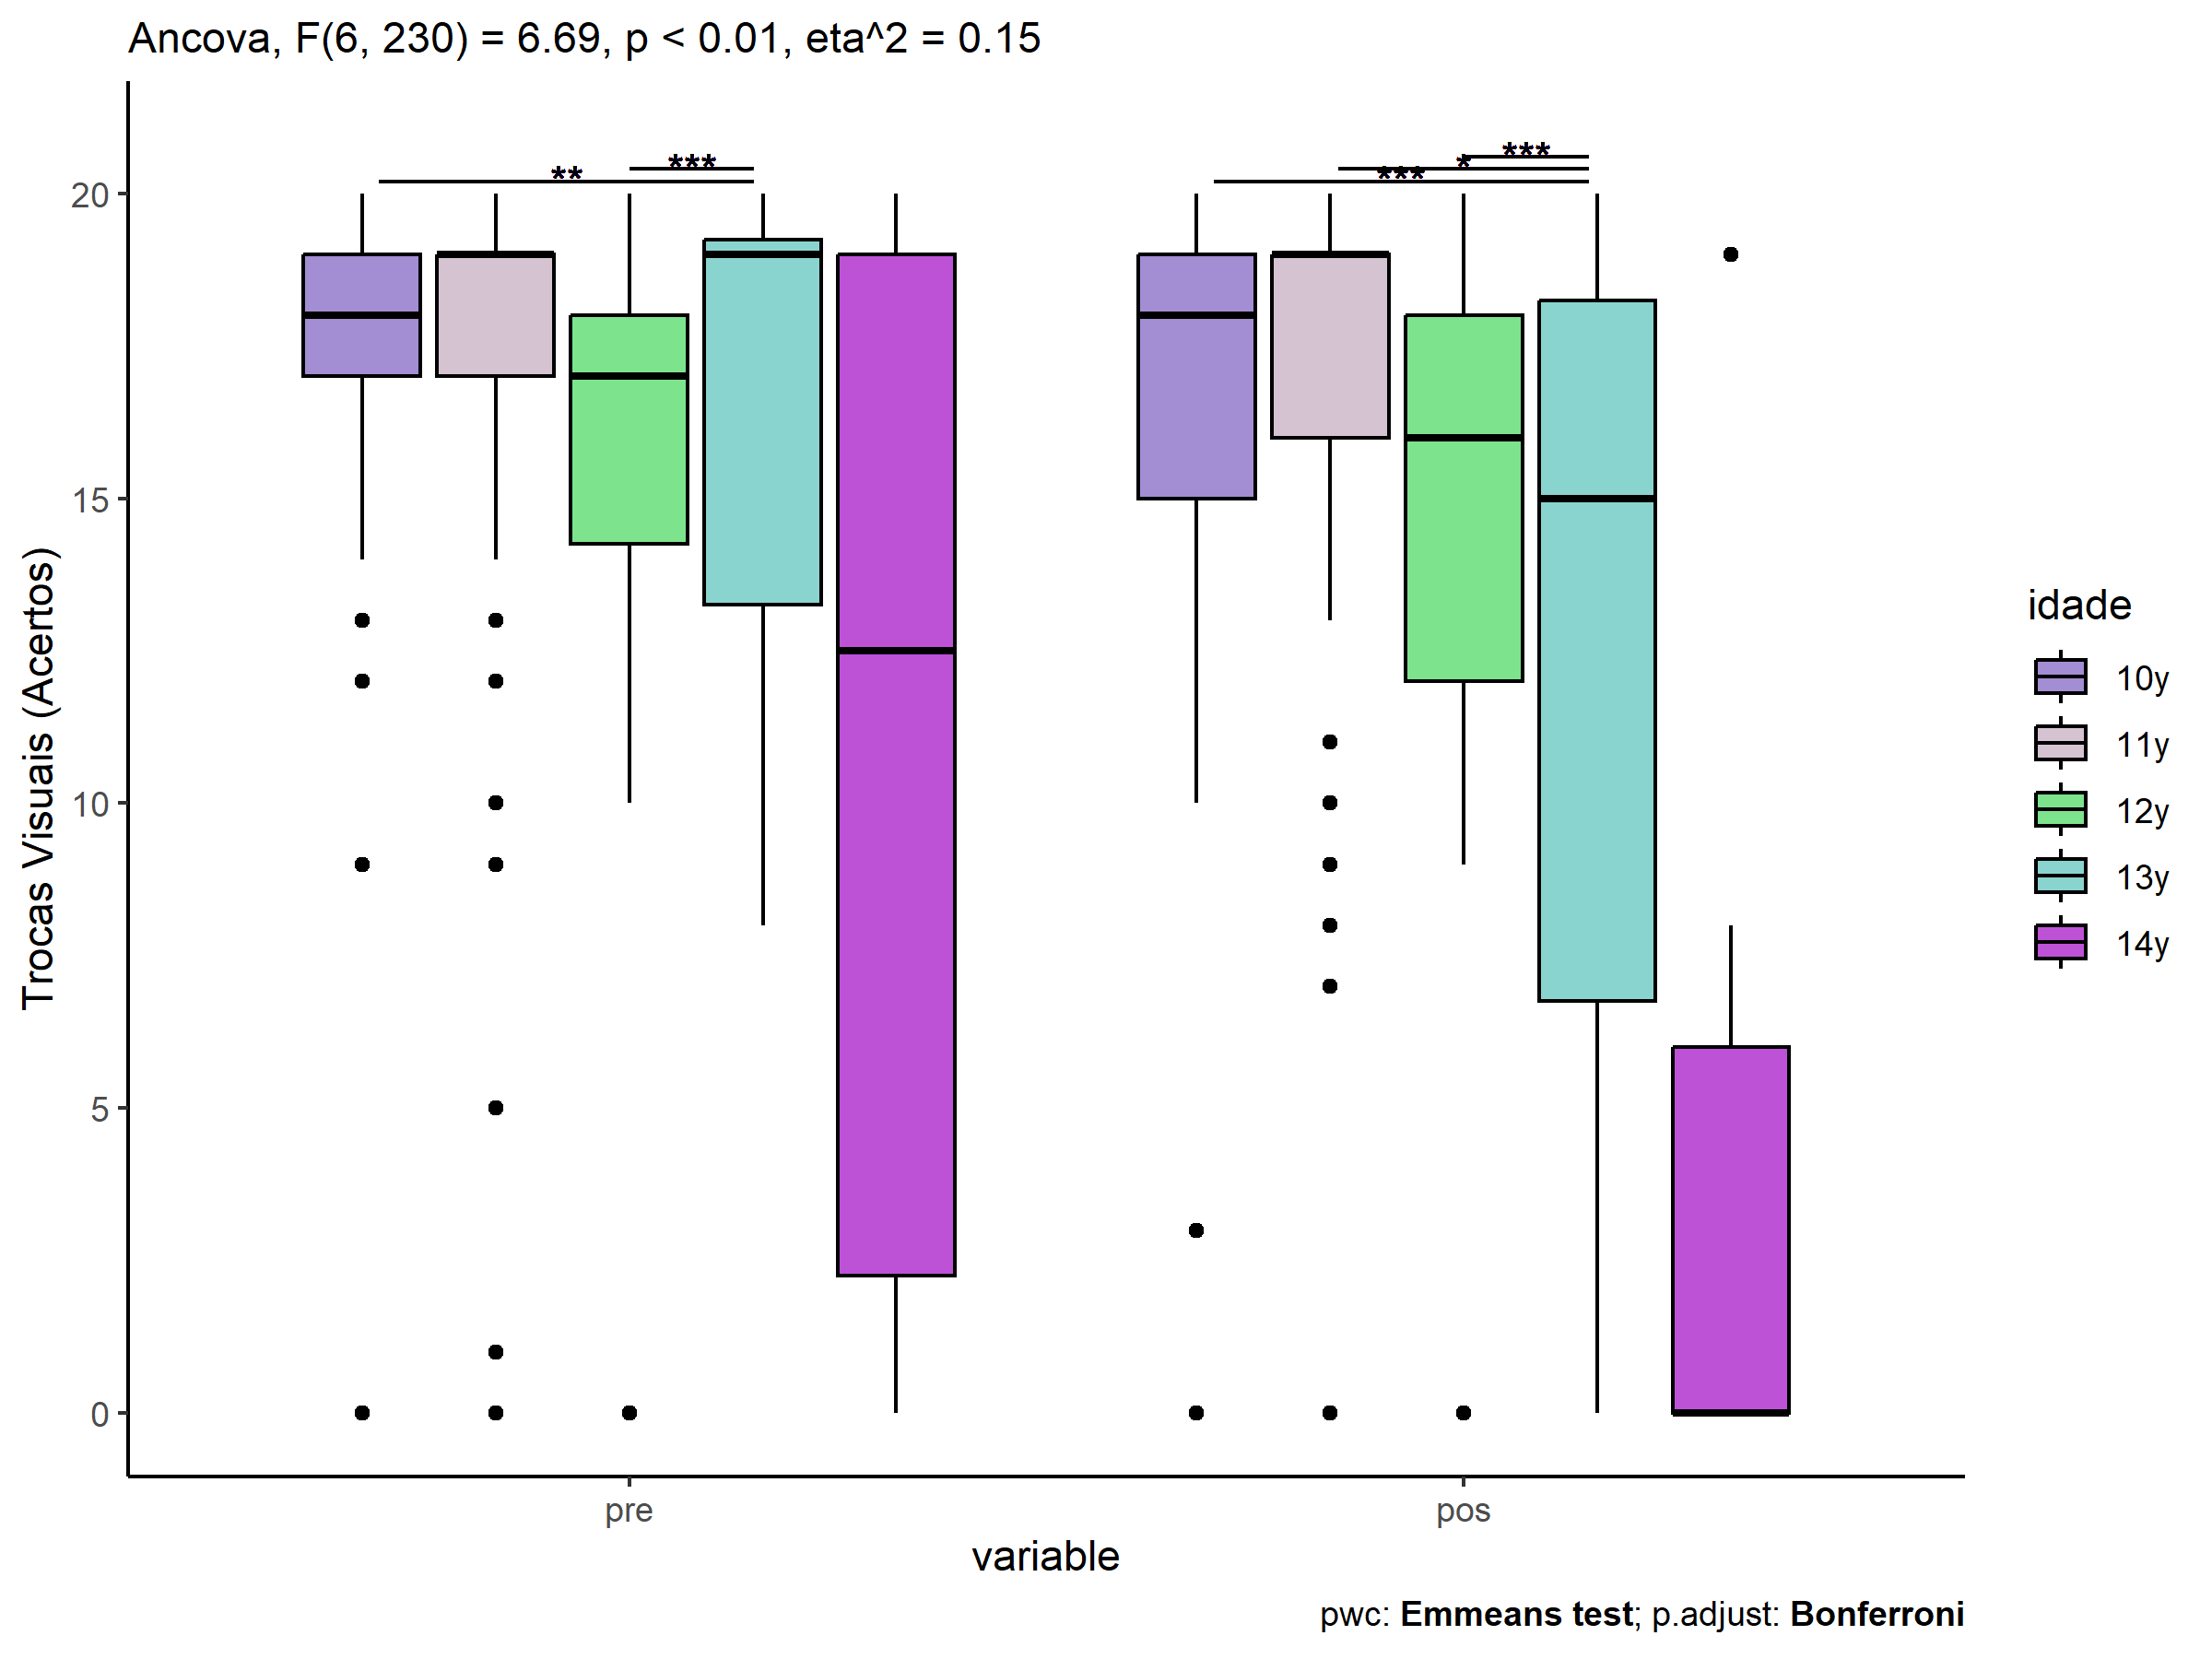 Ancova, F(6, 230) = 6.69, p < 0.01, eta^2 = 0.15
** *** *** * ***
20
15
10
5
0
Trocas Visuais (Acertos)
pre pos
variable
idade
10y
11y
12y
13y
14y
pwc: Emmeans test; p.adjust: Bonferroni